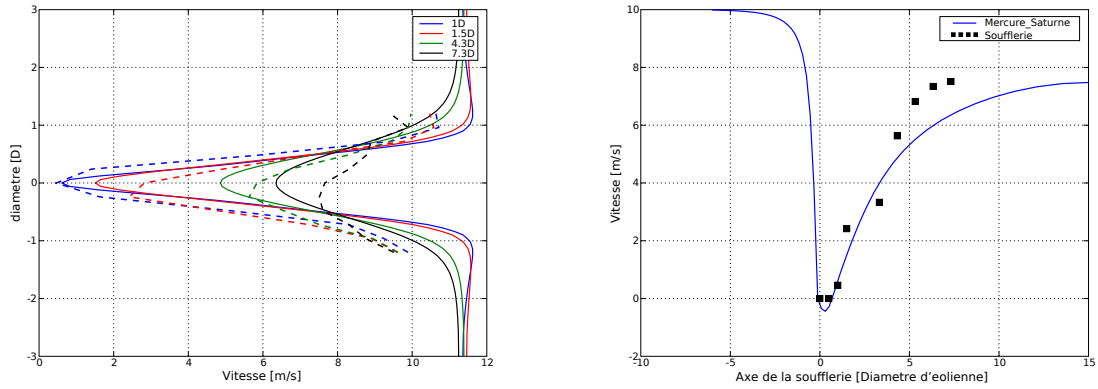 1D
1.5D
4.3D
7.3D
3
2
1
0
-1
-2
-3
diametre [D]
0 2 4 6 8 10 12
Vitesse [m/s]
Mercure_Saturne
Soufflerie
10
8
6
4
2
0
-2
Vitesse [m/s]
-10 -5 0 5 10 15
Axe de la soufflerie [Diametre d'eolienne]